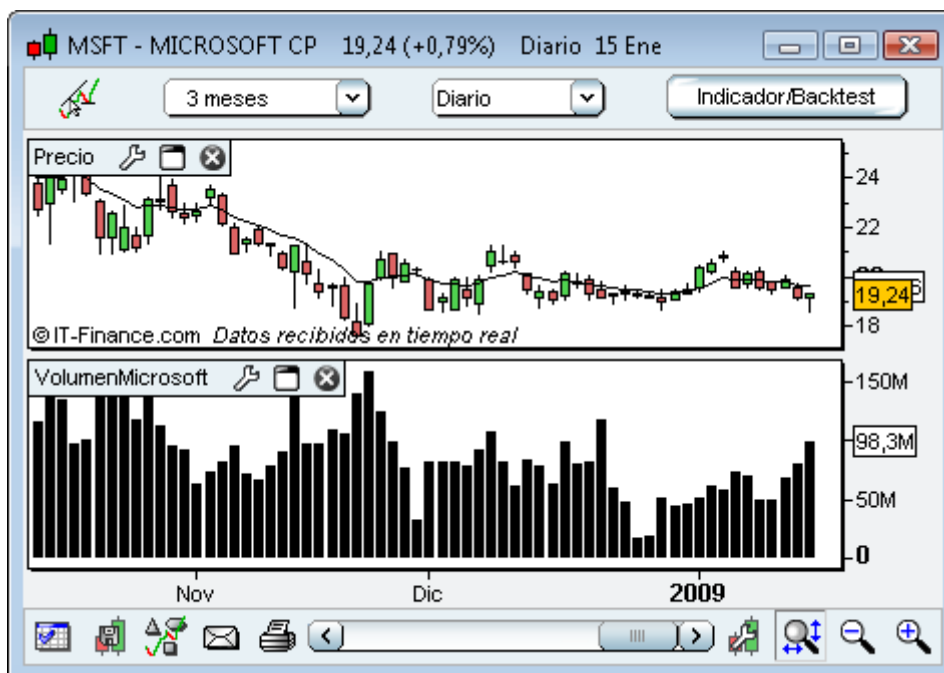 MSFT - MICROSOFT CP 19,24 (+0,79%) Diario 15 Ene
3 meses Diario Indicador/Backtest
Precio
24
22
19,24
18
© IT-Finance.com Datos recibidos en tiempo real
VolumenMicrosoft
150M
98,3M
50M
0
Nov Dic 2009